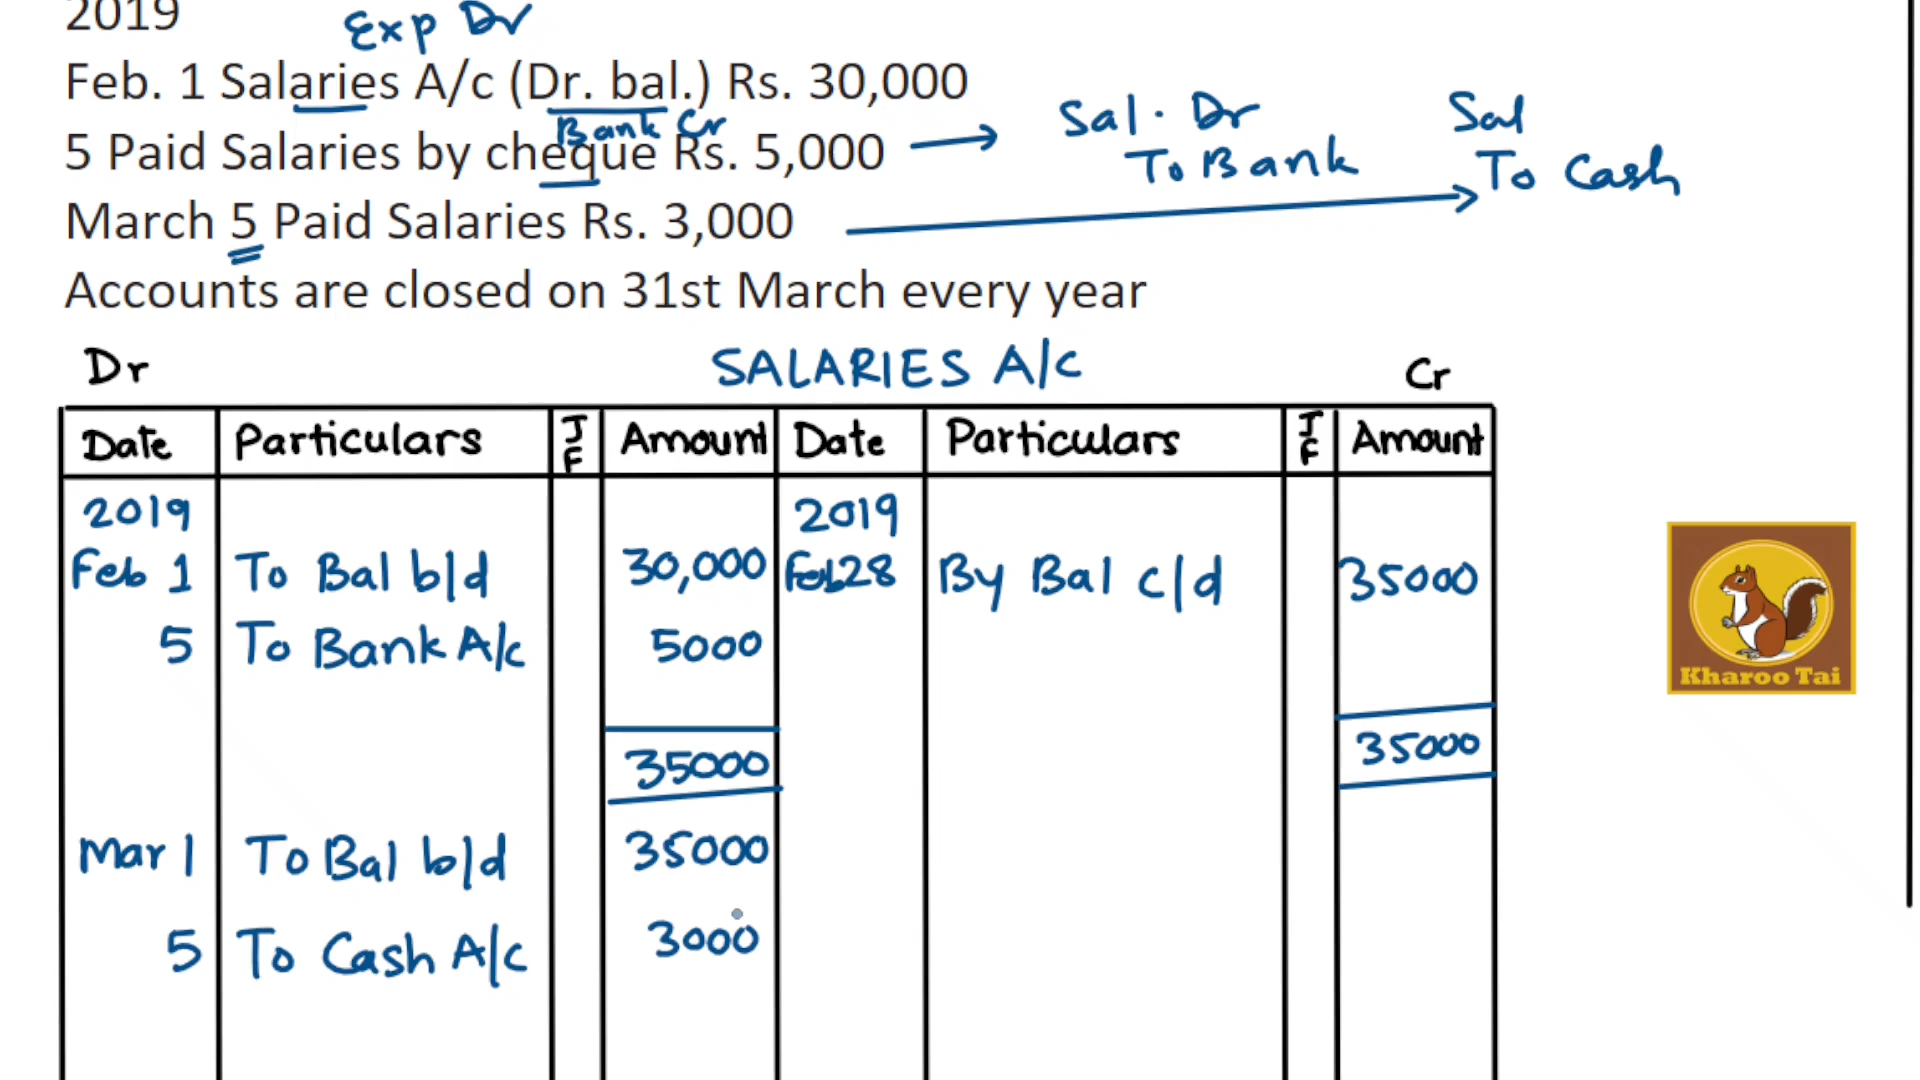 2019
Exp Dr
Feb. 1 Salaries A/c (Dr. bal.) Rs. 30,000
Bank Cr
5 Paid Salaries by cheque Rs. 5,000
Sal. Dr
To Bank
Sal
To Cash
March 5 Paid Salaries Rs. 3,000
Accounts are closed on 31st March every year
Dr SALARIES A/c Cr
Date Particulars JF Amount Date Particulars JF Amount
2019 2019
Feb 1 To Bal b/d 30,000 Feb 28 By Bal c/d 35000
5 To Bank A/c 5000
35000 35000
Mar 1 To Bal b/d 35000
5 To Cash A/c 3000
Kharoo Tai